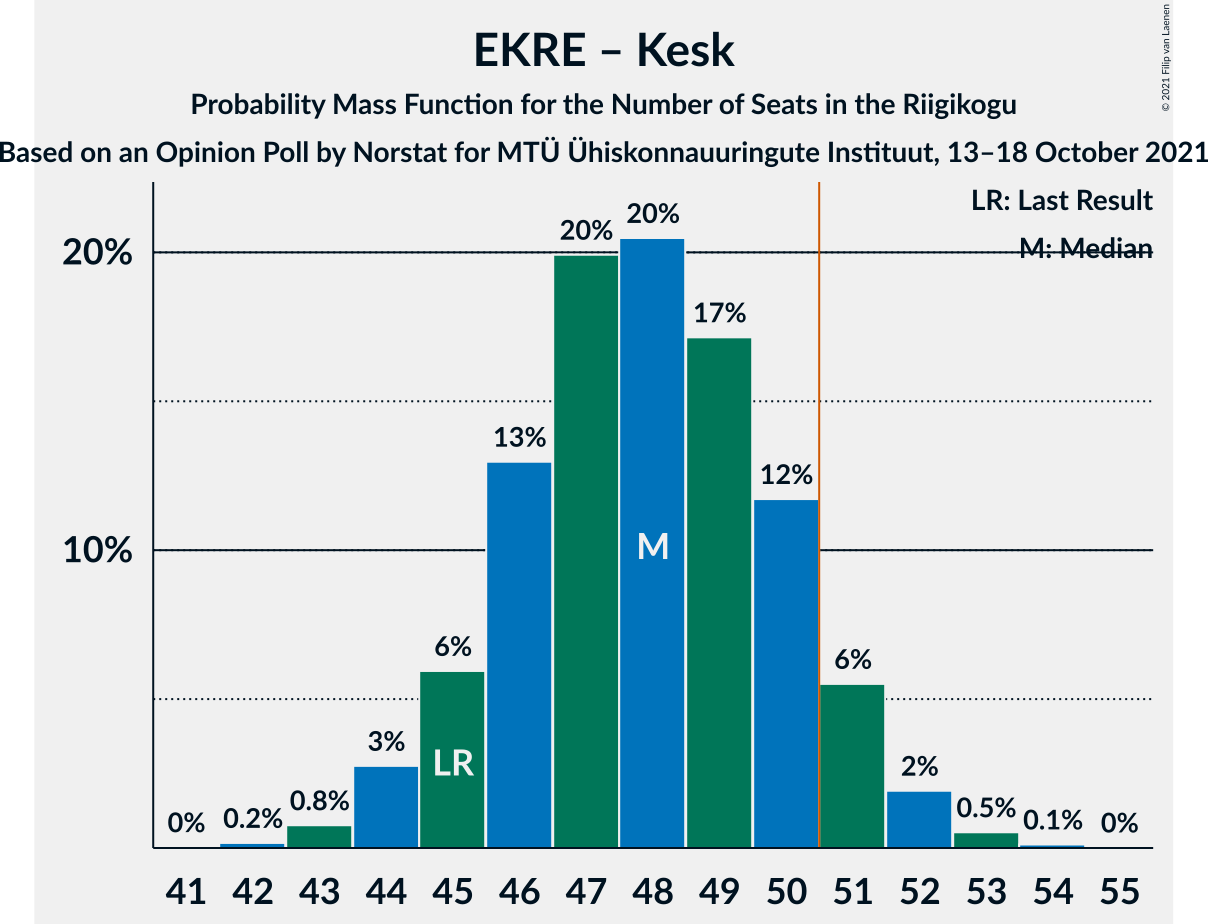 EKRE – Kesk
Probability Mass Function for the Number of Seats in the Riigikogu
Based on an Opinion Poll by Norstat for MTÜ Ühiskonnauuringute Instituut, 13–18 October 2021
© 2021 Filip van Laenen
LR: Last Result
M: Median
20%
10%
0% 0.2% 0.8% 3% 6% 13% 20% 20% 17% 12% 6% 2% 0.5% 0.1% 0%
LR M
41 42 43 44 45 46 47 48 49 50 51 52 53 54 55